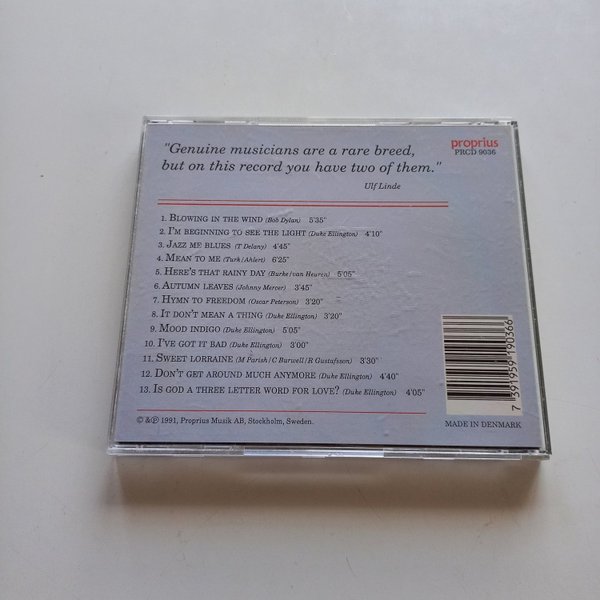 "Genuine musicians are a rare breed,
but on this record you have two of them."
Ulf Linde
proprius
PRCD 9036
1. BLOWING IN THE WIND (Bob Dylan) 5'35"
2. I'M BEGINNING TO SEE THE LIGHT (Duke Ellington) 4'10"
3. JAZZ ME BLUES (T Delany) 4'45"
4. MEAN TO ME (Turk/Ahlert) 6'25"
5. HERE'S THAT RAINY DAY (Burke/van Heuren) 5'05"
6. AUTUMN LEAVES (Johnny Mercer) 3'45"
7. HYMN TO FREEDOM (Oscar Peterson) 3'20"
8. IT DON'T MEAN A THING (Duke Ellington) 3'20"
9. MOOD INDIGO (Duke Ellington) 5'05"
10. I'VE GOT IT BAD (Duke Ellington) 3'00"
11. SWEET LORRAINE (M Parish/C Burwell/R Gustafsson) 3'30"
12. DON'T GET AROUND MUCH ANYMORE (Duke Ellington) 4'40"
13. IS GOD A THREE LETTER WORD FOR LOVE? (Duke Ellington) 4'05"
© &℗ 1991, Proprius Musik AB, Stockholm, Sweden.
7 391959 190366
MADE IN DENMARK